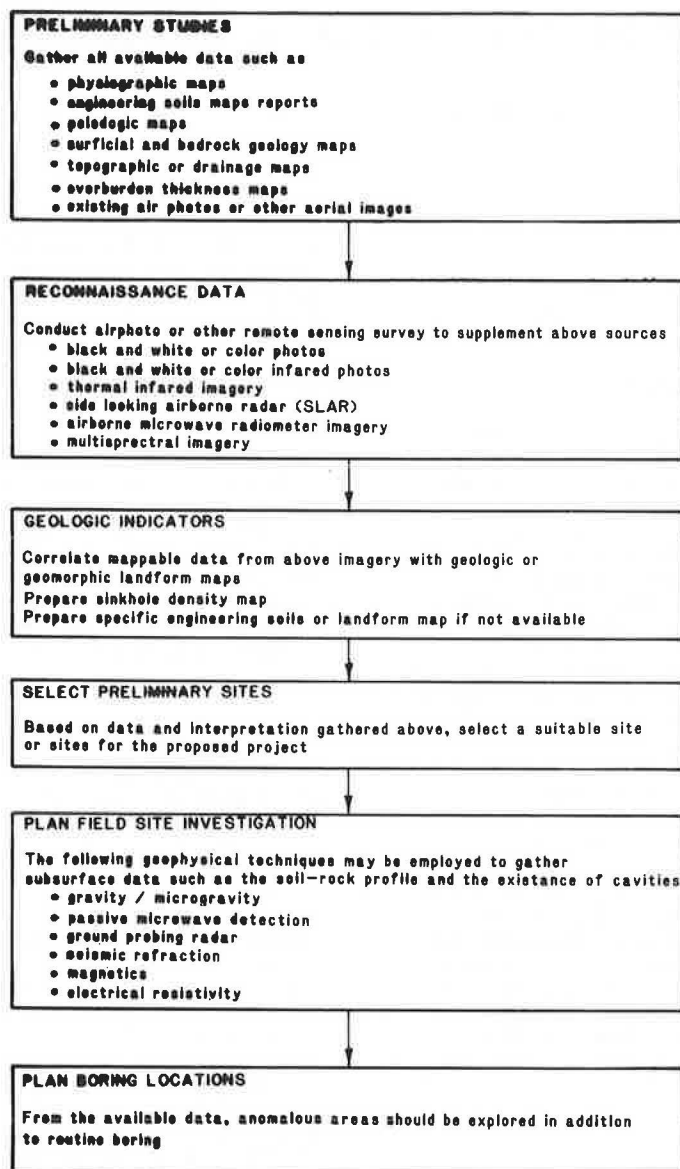 PRELIMINARY STUDIES
Gather all available data such as
• physiographic maps
• engineering soils maps reports
• pelodogic maps
• surficial and bedrock geology maps
• topographic or drainage maps
• overburden thickness maps
• existing air photos or other aerial images
RECONNAISSANCE DATA
Conduct airphoto or other remote sensing survey to supplement above sources
• black and white or color photos
• black and white or color infared photos
• thermal infared imagery
• side looking airborne radar (SLAR)
• airborne microwave radiometer imagery
• multisprectral imagery
GEOLOGIC INDICATORS
Correlate mappable data from above imagery with geologic or
geomorphic landform maps
Prepare sinkhole density map
Prepare specific engineering soils or landform map if not available
SELECT PRELIMINARY SITES
Based on data and interpretation gathered above, select a suitable site
or sites for the proposed project
PLAN FIELD SITE INVESTIGATION
The following geophysical techniques may be employed to gather
subsurface data such as the soil-rock profile and the existance of cavities
• gravity / microgravity
• passive microwave detection
• ground probing radar
• seismic refraction
• magnetics
• electrical resistivity
PLAN BORING LOCATIONS
From the available data, anomalous areas should be explored in addition
to routine boring